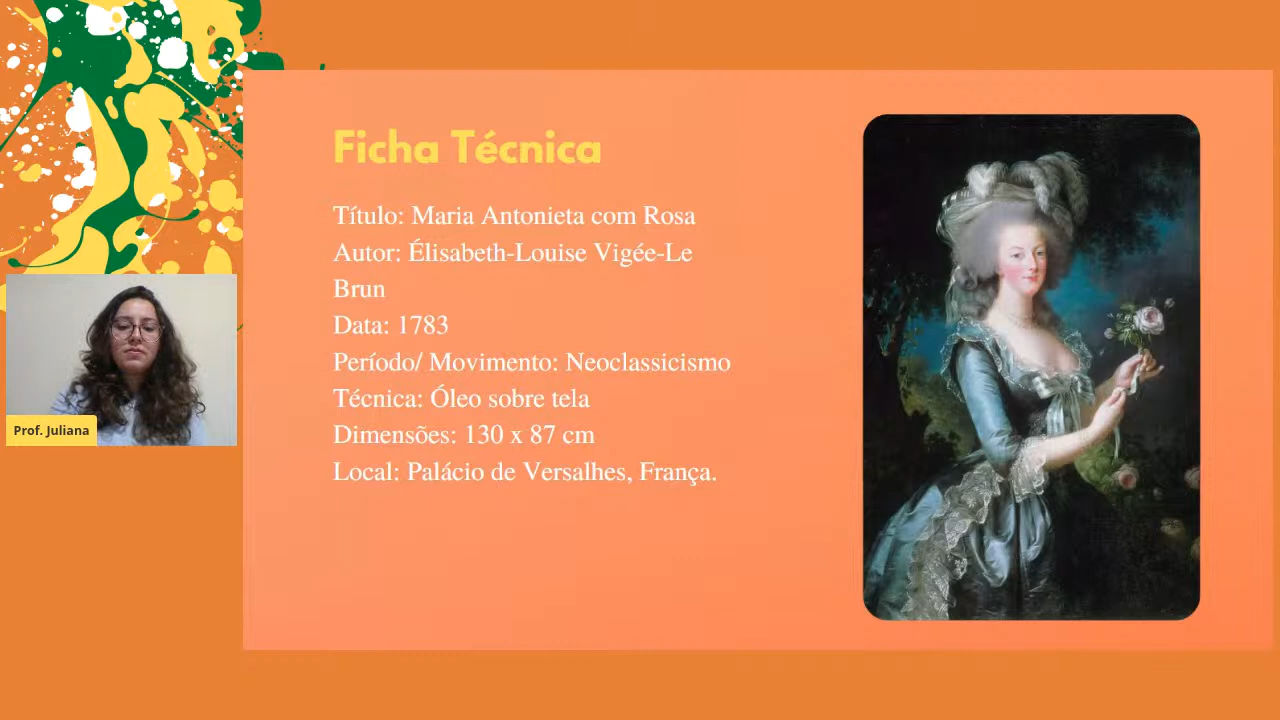 Ficha Técnica
Título: Maria Antonieta com Rosa
Autor: Élisabeth-Louise Vigée-Le
Brun
Data: 1783
Período/ Movimento: Neoclassicismo
Técnica: Óleo sobre tela
Dimensões: 130 x 87 cm
Local: Palácio de Versalhes, França.
Prof. Juliana